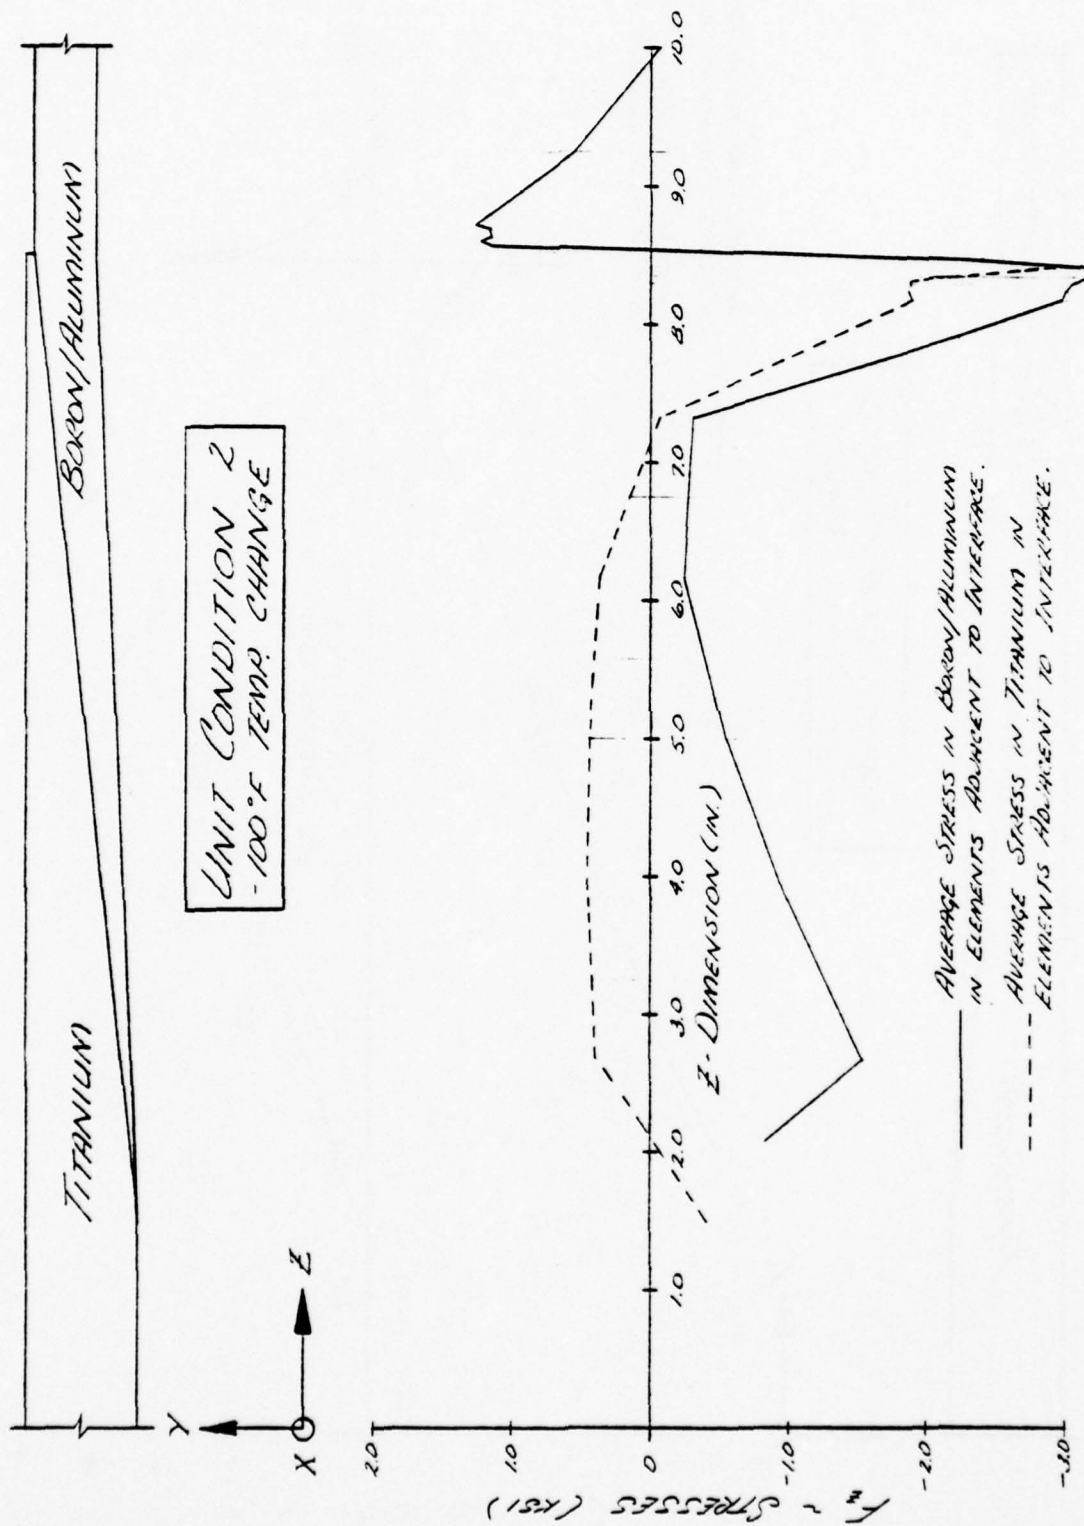 TITANIUM
BORON/ALUMINUM
UNIT CONDITION 2
-100°F TEMP. CHANGE
Y
X
Z
2.0
1.0
0
-1.0
-2.0
-3.0
F_z ~ STRESSES (KSI)
1.0
2.0
3.0
4.0
5.0
6.0
7.0
8.0
9.0
10.0
Z - DIMENSION (IN.)
AVERAGE STRESS IN BORON/ALUMINUM
IN ELEMENTS ADJACENT TO INTERFACE.
AVERAGE STRESS IN TITANIUM IN
ELEMENTS ADJACENT TO INTERFACE.